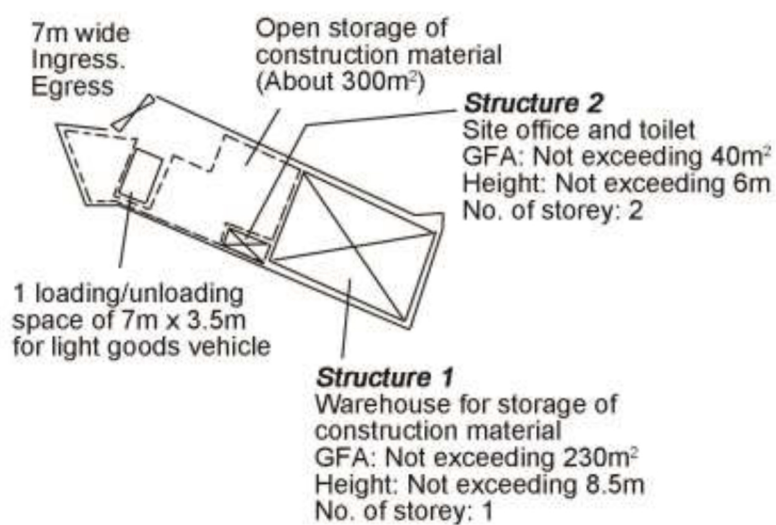 7m wide
Ingress.
Egress
Open storage of
construction material
(About 300m²)
Structure 2
Site office and toilet
GFA: Not exceeding 40m²
Height: Not exceeding 6m
No. of storey: 2
1 loading/unloading
space of 7m x 3.5m
for light goods vehicle
Structure 1
Warehouse for storage of
construction material
GFA: Not exceeding 230m²
Height: Not exceeding 8.5m
No. of storey: 1